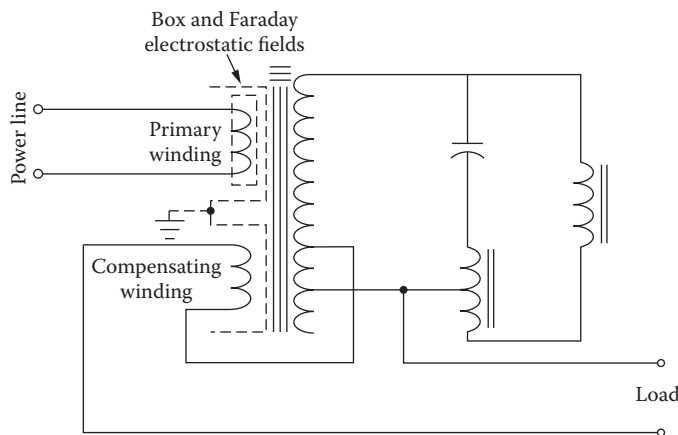 Box and Faraday
electrostatic fields
Power line
Primary
winding
Compensating
winding
Load